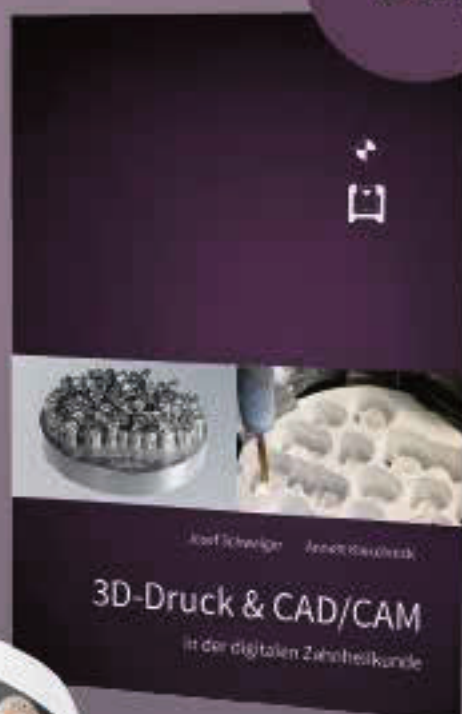 Josef Schweiger Annett Kieschnick
3D-Druck & CAD/CAM
in der digitalen Zahnheilkunde